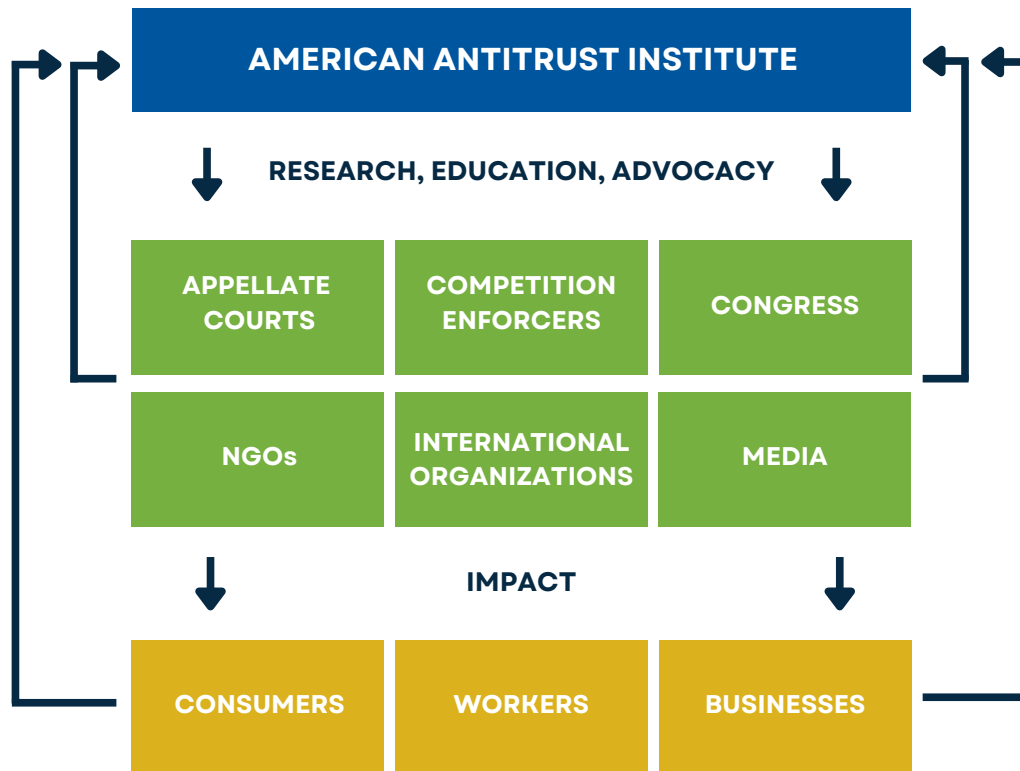 AMERICAN ANTITRUST INSTITUTE
RESEARCH, EDUCATION, ADVOCACY
APPELLATE
COURTS
COMPETITION
ENFORCERS
CONGRESS
NGOs
INTERNATIONAL
ORGANIZATIONS
MEDIA
IMPACT
CONSUMERS
WORKERS
BUSINESSES